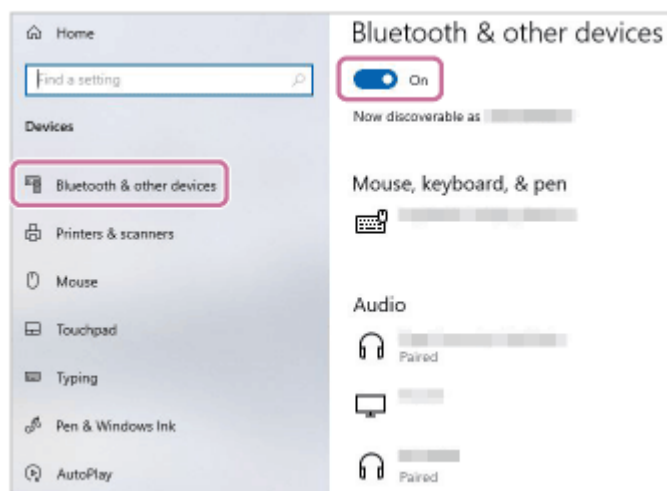 Home
Find a setting
Devices
Bluetooth & other devices
Printers & scanners
Mouse
Touchpad
Typing
Pen & Windows Ink
AutoPlay
Bluetooth & other devices
On
Now discoverable as
Mouse, keyboard, & pen
Audio
Paired
Paired